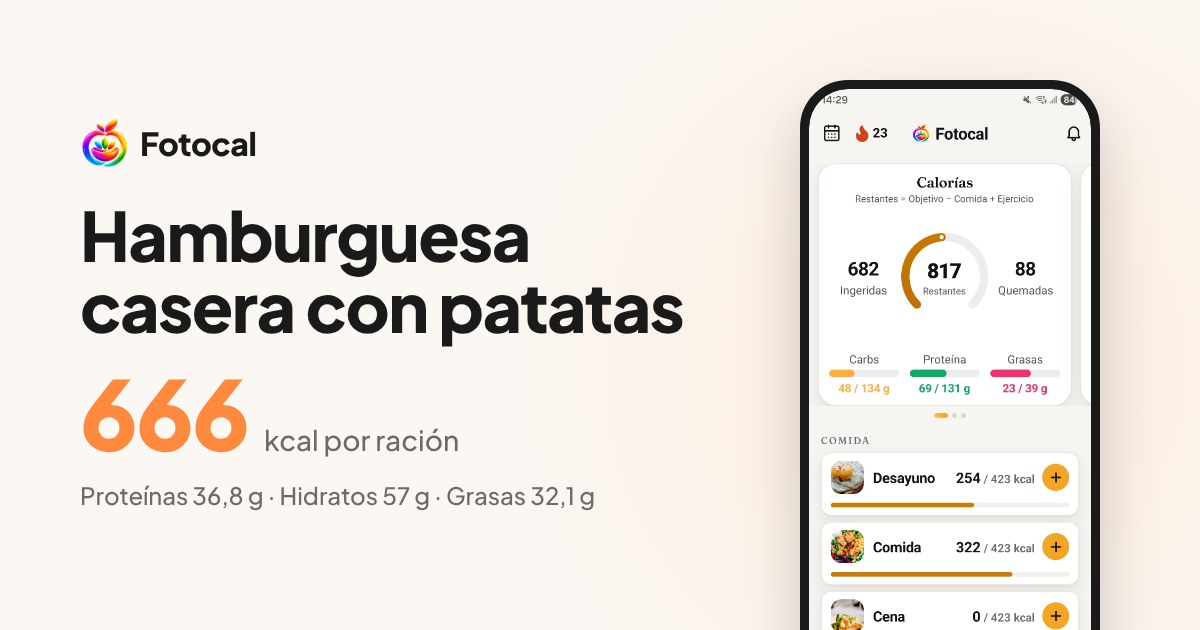 Fotocal
Hamburguesa
casera con patatas
666 kcal por ración
Proteínas 36,8 g · Hidratos 57 g · Grasas 32,1 g
14:29
84
23
Fotocal
Calorías
Restantes = Objetivo − Comida + Ejercicio
682
Ingeridas
817
Restantes
88
Quemadas
Carbs
48 / 134 g
Proteína
69 / 131 g
Grasas
23 / 39 g
COMIDA
Desayuno 254 / 423 kcal +
Comida 322 / 423 kcal +
Cena 0 / 423 kcal +